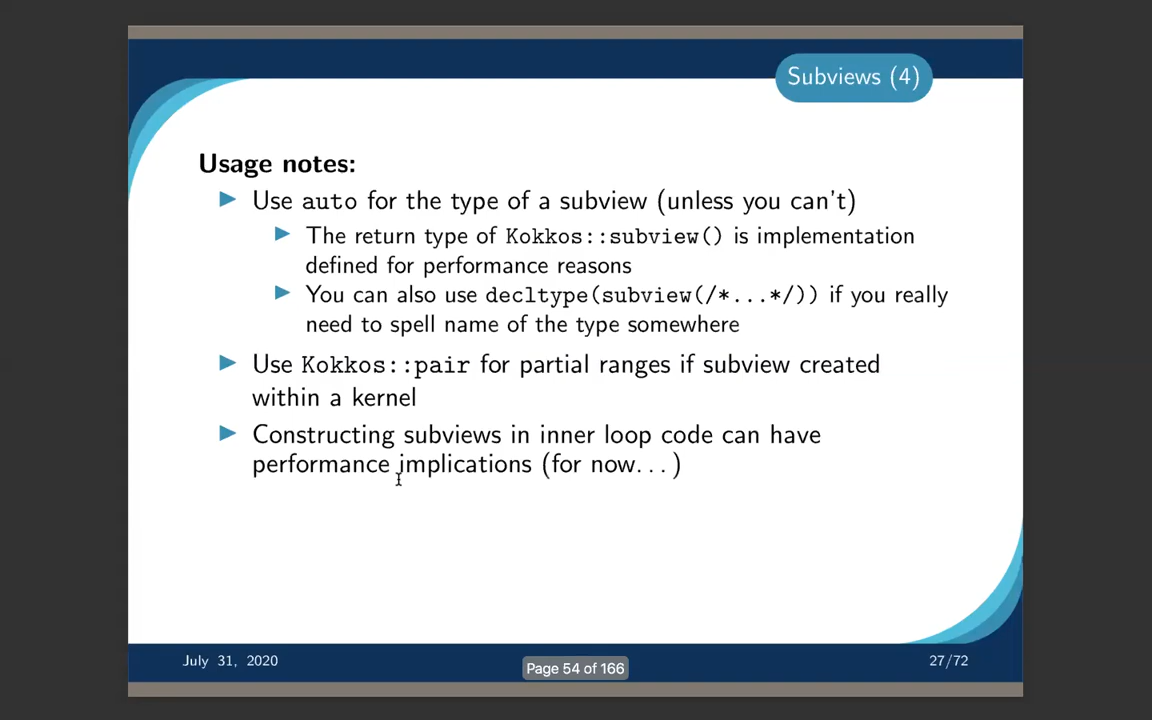 Subviews (4)
Usage notes:
▶ Use auto for the type of a subview (unless you can't)
▶ The return type of Kokkos::subview() is implementation
defined for performance reasons
▶ You can also use decltype(subview(/*...*/)) if you really
need to spell name of the type somewhere
▶ Use Kokkos::pair for partial ranges if subview created
within a kernel
▶ Constructing subviews in inner loop code can have
performance implications (for now...)
July 31, 2020
Page 54 of 166
27/72